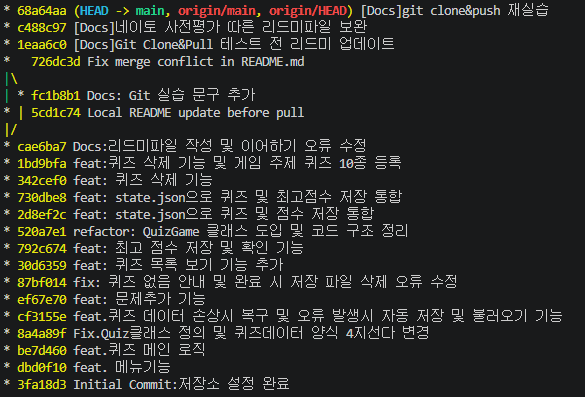 * 68a64aa (HEAD -> main, origin/main, origin/HEAD) [Docs]git clone&push 재실습
* c488c97 [Docs]네이토 사전평가 따른 리드미파일 보완
* 1eaa6c0 [Docs]Git Clone&Pull 테스트 전 리드미 업데이트
*   726dc3d Fix merge conflict in README.md
|\
| * fc1b8b1 Docs: Git 실습 문구 추가
* | 5cd1c74 Local README update before pull
|/
* cae6ba7 Docs:리드미파일 작성 및 이어하기 오류 수정
* 1bd9bfa feat:퀴즈 삭제 기능 및 게임 주제 퀴즈 10종 등록
* 342cef0 feat: 퀴즈 삭제 기능
* 730dbe8 feat: state.json으로 퀴즈 및 최고점수 저장 통합
* 2d8ef2c feat: state.json으로 퀴즈 및 점수 저장 통합
* 520a7e1 refactor: QuizGame 클래스 도입 및 코드 구조 정리
* 792c674 feat: 최고 점수 저장 및 확인 기능
* 30d6359 feat: 퀴즈 목록 보기 기능 추가
* 87bf014 fix: 퀴즈 없음 안내 및 완료 시 저장 파일 삭제 오류 수정
* ef67e70 feat: 문제추가 기능
* cf3155e feat.퀴즈 데이터 손상시 복구 및 오류 발생시 자동 저장 및 불러오기 기능
* 8a4a89f Fix.Quiz클래스 정의 및 퀴즈데이터 양식 4지선다 변경
* be7d460 feat.퀴즈 메인 로직
* dbd0f10 feat. 메뉴기능
* 3fa18d3 Initial Commit:저장소 설정 완료